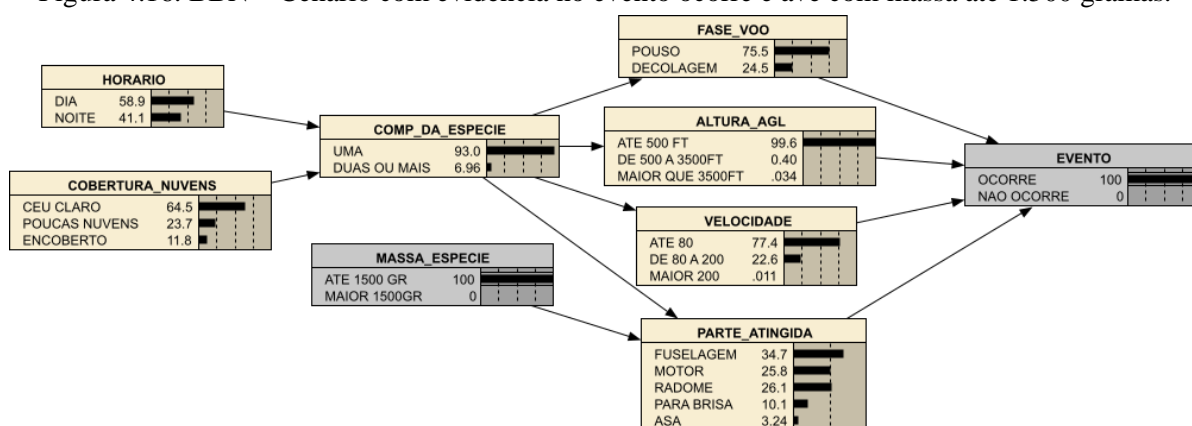 Figura 4.18: BBN – Cenário com evidência no evento ocorre e ave com massa até 1.500 gramas.
FASE_VOO
POUSO 75.5
DECOLAGEM 24.5
HORARIO
DIA 58.9
NOITE 41.1
COMP_DA_ESPECIE
UMA 93.0
DUAS OU MAIS 6.96
ALTURA_AGL
ATE 500 FT 99.6
DE 500 A 3500FT 0.40
MAIOR QUE 3500FT .034
EVENTO
OCORRE 100
NAO OCORRE 0
COBERTURA_NUVENS
CEU CLARO 64.5
POUCAS NUVENS 23.7
ENCOBERTO 11.8
VELOCIDADE
ATE 80 77.4
DE 80 A 200 22.6
MAIOR 200 .011
MASSA_ESPECIE
ATE 1500 GR 100
MAIOR 1500GR 0
PARTE_ATINGIDA
FUSELAGEM 34.7
MOTOR 25.8
RADOME 26.1
PARA BRISA 10.1
ASA 3.24